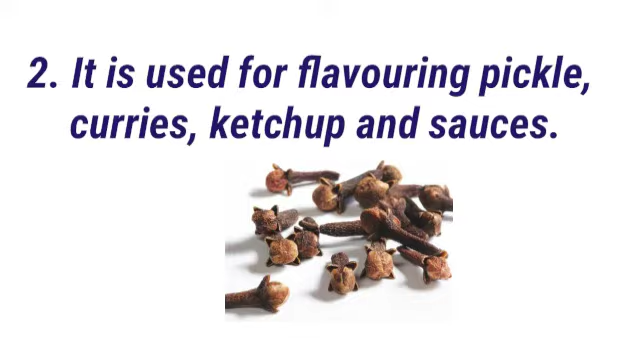 2. It is used for flavouring pickle,
curries, ketchup and sauces.